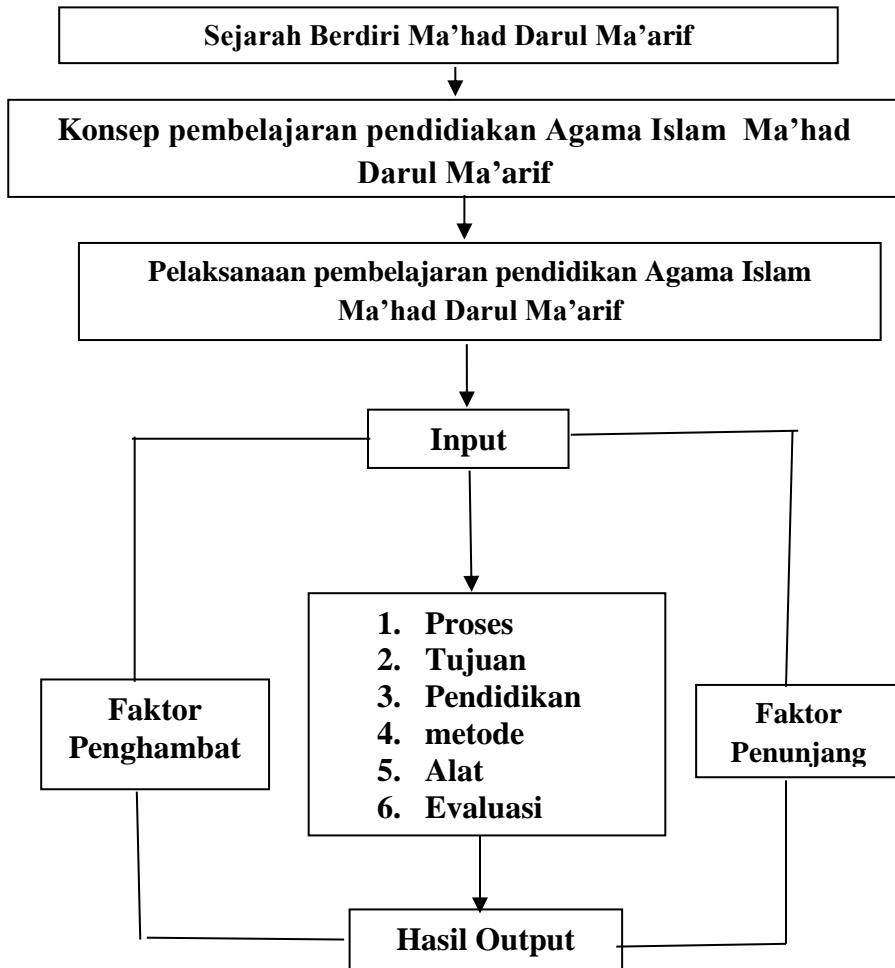 Sejarah Berdiri Ma’had Darul Ma’arif
Konsep pembelajaran pendidiakan Agama Islam Ma’had
Darul Ma’arif
Pelaksanaan pembelajaran pendidikan Agama Islam
Ma’had Darul Ma’arif
Input
1. Proses
2. Tujuan
3. Pendidikan
4. metode
5. Alat
6. Evaluasi
Faktor
Penghambat
Faktor
Penunjang
Hasil Output